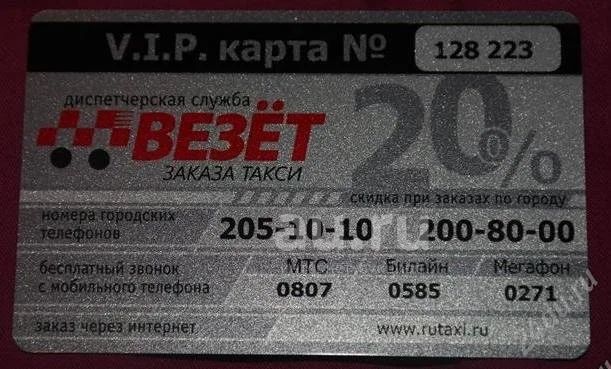 V.I.P. карта №
128 223
диспетчерская служба
ВЕЗЁТ
ЗАКАЗА ТАКСИ
20%
скидка при заказах по городу
номера городских
телефонов
205-10-10
200-80-00
бесплатный звонок
с мобильного телефона
МТС
0807
Билайн
0585
Мегафон
0271
заказ через интернет
www.rutaxi.ru